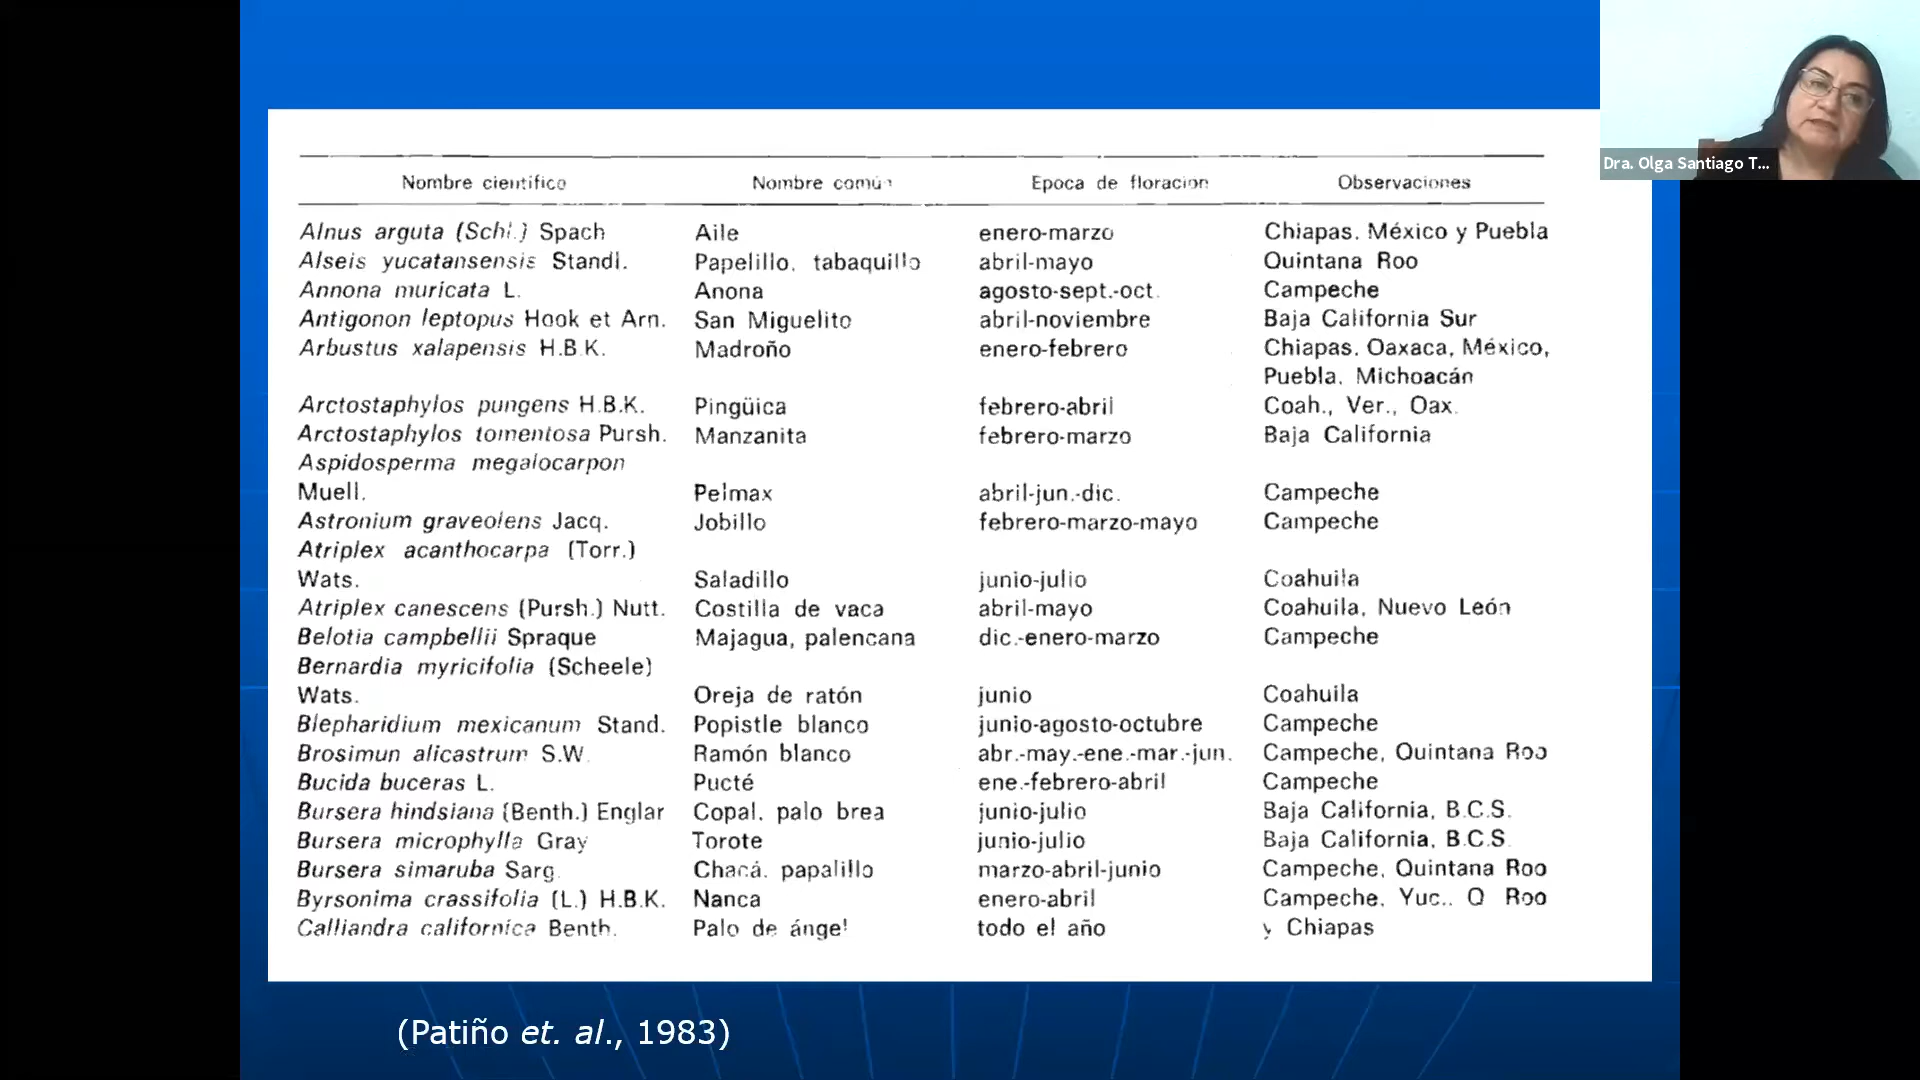 Dra. Olga Santiago T...
Nombre científico Nombre común Epoca de floración Observaciones
Alnus arguta (Schl.) Spach Aile enero-marzo Chiapas, México y Puebla
Alseis yucatansensis Standl. Papelillo, tabaquillo abril-mayo Quintana Roo
Annona muricata L. Anona agosto-sept.-oct. Campeche
Antigonon leptopus Hook et Arn. San Miguelito abril-noviembre Baja California Sur
Arbustus xalapensis H.B.K. Madroño enero-febrero Chiapas, Oaxaca, México,
Puebla, Michoacán
Arctostaphylos pungens H.B.K. Pingüica febrero-abril Coah., Ver., Oax.
Arctostaphylos tomentosa Pursh. Manzanita febrero-marzo Baja California
Aspidosperma megalocarpon
Muell. Pelmax abril-jun.-dic. Campeche
Astronium graveolens Jacq. Jobillo febrero-marzo-mayo Campeche
Atriplex acanthocarpa (Torr.)
Wats. Saladillo junio-julio Coahuila
Atriplex canescens (Pursh.) Nutt. Costilla de vaca abril-mayo Coahuila, Nuevo León
Belotia campbellii Spraque Majagua, palencana dic.-enero-marzo Campeche
Bernardia myricifolia (Scheele)
Wats. Oreja de ratón junio Coahuila
Blepharidium mexicanum Stand. Popistle blanco junio-agosto-octubre Campeche
Brosimun alicastrum S.W. Ramón blanco abr.-may.-ene.-mar.-jun. Campeche, Quintana Roo
Bucida buceras L. Pucté ene.-febrero-abril Campeche
Bursera hindsiana (Benth.) Englar Copal, palo brea junio-julio Baja California, B.C.S.
Bursera microphylla Gray Torote junio-julio Baja California, B.C.S.
Bursera simaruba Sarg. Chacá, papalillo marzo-abril-junio Campeche, Quintana Roo
Byrsonima crassifolia (L.) H.B.K. Nanca enero-abril Campeche, Yuc., Q. Roo
Calliandra californica Benth. Palo de ángel todo el año y Chiapas
(Patiño et. al., 1983)